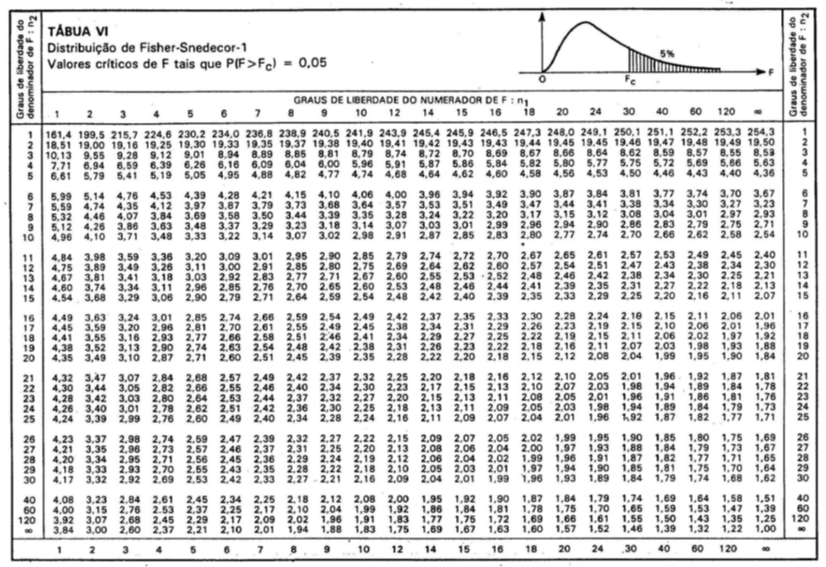 Graus de liberdade do
denominador de F : n2
TÁBUA VI
Distribuição de Fisher-Snedecor-1
Valores críticos de F tais que P(F>Fc) = 0,05
5%
F
O
Fc
Graus de liberdade do
denominador de F : n2
GRAUS DE LIBERDADE DO NUMERADOR DE F : n1
1 2 3 4 5 6 7 8 9 10 12 14 15 16 18 20 24 30 40 60 120 ∞
1 161,4 199,5 215,7 224,6 230,2 234,0 236,8 238,9 240,5 241,9 243,9 245,4 245,9 246,5 247,3 248,0 249,1 250,1 251,1 252,2 253,3 254,3 1
2 18,51 19,00 19,16 19,25 19,30 19,33 19,35 19,37 19,38 19,40 19,41 19,42 19,43 19,43 19,44 19,45 19,45 19,46 19,47 19,48 19,49 19,50 2
3 10,13 9,55 9,28 9,12 9,01 8,94 8,89 8,85 8,81 8,79 8,74 8,72 8,70 8,69 8,67 8,66 8,64 8,62 8,59 8,57 8,55 8,53 3
4 7,71 6,94 6,59 6,39 6,26 6,16 6,09 6,04 6,00 5,96 5,91 5,87 5,86 5,84 5,82 5,80 5,77 5,75 5,72 5,69 5,66 5,63 4
5 6,61 5,79 5,41 5,19 5,05 4,95 4,88 4,82 4,77 4,74 4,68 4,64 4,62 4,60 4,58 4,56 4,53 4,50 4,46 4,43 4,40 4,36 5
6 5,99 5,14 4,76 4,53 4,39 4,28 4,21 4,15 4,10 4,06 4,00 3,96 3,94 3,92 3,90 3,87 3,84 3,81 3,77 3,74 3,70 3,67 6
7 5,59 4,74 4,35 4,12 3,97 3,87 3,79 3,73 3,68 3,64 3,57 3,53 3,51 3,49 3,47 3,44 3,41 3,38 3,34 3,30 3,27 3,23 7
8 5,32 4,46 4,07 3,84 3,69 3,58 3,50 3,44 3,39 3,35 3,28 3,24 3,22 3,20 3,17 3,15 3,12 3,08 3,04 3,01 2,97 2,93 8
9 5,12 4,26 3,86 3,63 3,48 3,37 3,29 3,23 3,18 3,14 3,07 3,03 3,01 2,99 2,96 2,94 2,90 2,86 2,83 2,79 2,75 2,71 9
10 4,96 4,10 3,71 3,48 3,33 3,22 3,14 3,07 3,02 2,98 2,91 2,87 2,85 2,83 2,80 2,77 2,74 2,70 2,66 2,62 2,58 2,54 10
11 4,84 3,98 3,59 3,36 3,20 3,09 3,01 2,95 2,90 2,85 2,79 2,74 2,72 2,70 2,67 2,65 2,61 2,57 2,53 2,49 2,45 2,40 11
12 4,75 3,89 3,49 3,26 3,11 3,00 2,91 2,85 2,80 2,75 2,69 2,64 2,62 2,60 2,57 2,54 2,51 2,47 2,43 2,38 2,34 2,30 12
13 4,67 3,81 3,41 3,18 3,03 2,92 2,83 2,77 2,71 2,67 2,60 2,55 2,53 2,52 2,48 2,46 2,42 2,38 2,34 2,30 2,25 2,21 13
14 4,60 3,74 3,34 3,11 2,96 2,85 2,76 2,70 2,65 2,60 2,53 2,48 2,46 2,44 2,41 2,39 2,35 2,31 2,27 2,22 2,18 2,13 14
15 4,54 3,68 3,29 3,06 2,90 2,79 2,71 2,64 2,59 2,54 2,48 2,42 2,40 2,39 2,35 2,33 2,29 2,25 2,20 2,16 2,11 2,07 15
16 4,49 3,63 3,24 3,01 2,85 2,74 2,66 2,59 2,54 2,49 2,42 2,37 2,35 2,33 2,30 2,28 2,24 2,19 2,15 2,11 2,06 2,01 16
17 4,45 3,59 3,20 2,96 2,81 2,70 2,61 2,55 2,49 2,45 2,38 2,34 2,31 2,29 2,26 2,23 2,19 2,15 2,10 2,06 2,01 1,96 17
18 4,41 3,55 3,16 2,93 2,77 2,66 2,58 2,51 2,46 2,41 2,34 2,29 2,27 2,25 2,22 2,19 2,15 2,11 2,06 2,02 1,97 1,92 18
19 4,38 3,52 3,13 2,90 2,74 2,63 2,54 2,48 2,42 2,38 2,31 2,26 2,23 2,22 2,18 2,16 2,11 2,07 2,03 1,98 1,93 1,88 19
20 4,35 3,49 3,10 2,87 2,71 2,60 2,51 2,45 2,39 2,35 2,28 2,22 2,20 2,18 2,15 2,12 2,08 2,04 1,99 1,95 1,90 1,84 20
21 4,32 3,47 3,07 2,84 2,68 2,57 2,49 2,42 2,37 2,32 2,25 2,20 2,18 2,16 2,12 2,10 2,05 2,01 1,96 1,92 1,87 1,81 21
22 4,30 3,44 3,05 2,82 2,66 2,55 2,46 2,40 2,34 2,30 2,23 2,17 2,15 2,13 2,10 2,07 2,03 1,98 1,94 1,89 1,84 1,78 22
23 4,28 3,42 3,03 2,80 2,64 2,53 2,44 2,37 2,32 2,27 2,20 2,15 2,13 2,11 2,08 2,05 2,01 1,96 1,91 1,86 1,81 1,76 23
24 4,26 3,40 3,01 2,78 2,62 2,51 2,42 2,36 2,30 2,25 2,18 2,13 2,11 2,09 2,05 2,03 1,98 1,94 1,89 1,84 1,79 1,73 24
25 4,24 3,39 2,99 2,76 2,60 2,49 2,40 2,34 2,28 2,24 2,16 2,11 2,09 2,07 2,04 2,01 1,96 1,92 1,87 1,82 1,77 1,71 25
26 4,23 3,37 2,98 2,74 2,59 2,47 2,39 2,32 2,27 2,22 2,15 2,09 2,07 2,05 2,02 1,99 1,95 1,90 1,85 1,80 1,75 1,69 26
27 4,21 3,35 2,96 2,73 2,57 2,46 2,37 2,31 2,25 2,20 2,13 2,08 2,06 2,04 2,00 1,97 1,93 1,88 1,84 1,79 1,73 1,67 27
28 4,20 3,34 2,95 2,71 2,56 2,45 2,36 2,29 2,24 2,19 2,12 2,06 2,04 2,02 1,99 1,96 1,91 1,87 1,82 1,77 1,71 1,65 28
29 4,18 3,33 2,93 2,70 2,55 2,43 2,35 2,28 2,22 2,18 2,10 2,05 2,03 2,01 1,97 1,94 1,90 1,85 1,81 1,75 1,70 1,64 29
30 4,17 3,32 2,92 2,69 2,53 2,42 2,33 2,27 2,21 2,16 2,09 2,04 2,01 1,99 1,96 1,93 1,89 1,84 1,79 1,74 1,68 1,62 30
40 4,08 3,23 2,84 2,61 2,45 2,34 2,25 2,18 2,12 2,08 2,00 1,95 1,92 1,90 1,87 1,84 1,79 1,74 1,69 1,64 1,58 1,51 40
60 4,00 3,15 2,76 2,53 2,37 2,25 2,17 2,10 2,04 1,99 1,92 1,86 1,84 1,81 1,78 1,75 1,70 1,65 1,59 1,53 1,47 1,39 60
120 3,92 3,07 2,68 2,45 2,29 2,17 2,09 2,02 1,96 1,91 1,83 1,77 1,75 1,72 1,69 1,66 1,61 1,55 1,50 1,43 1,35 1,25 120
∞ 3,84 3,00 2,60 2,37 2,21 2,10 2,01 1,94 1,88 1,83 1,75 1,69 1,67 1,63 1,60 1,57 1,52 1,46 1,39 1,32 1,22 1,00 ∞
1 2 3 4 5 6 7 8 9 10 12 14 15 16 18 20 24 30 40 60 120 ∞